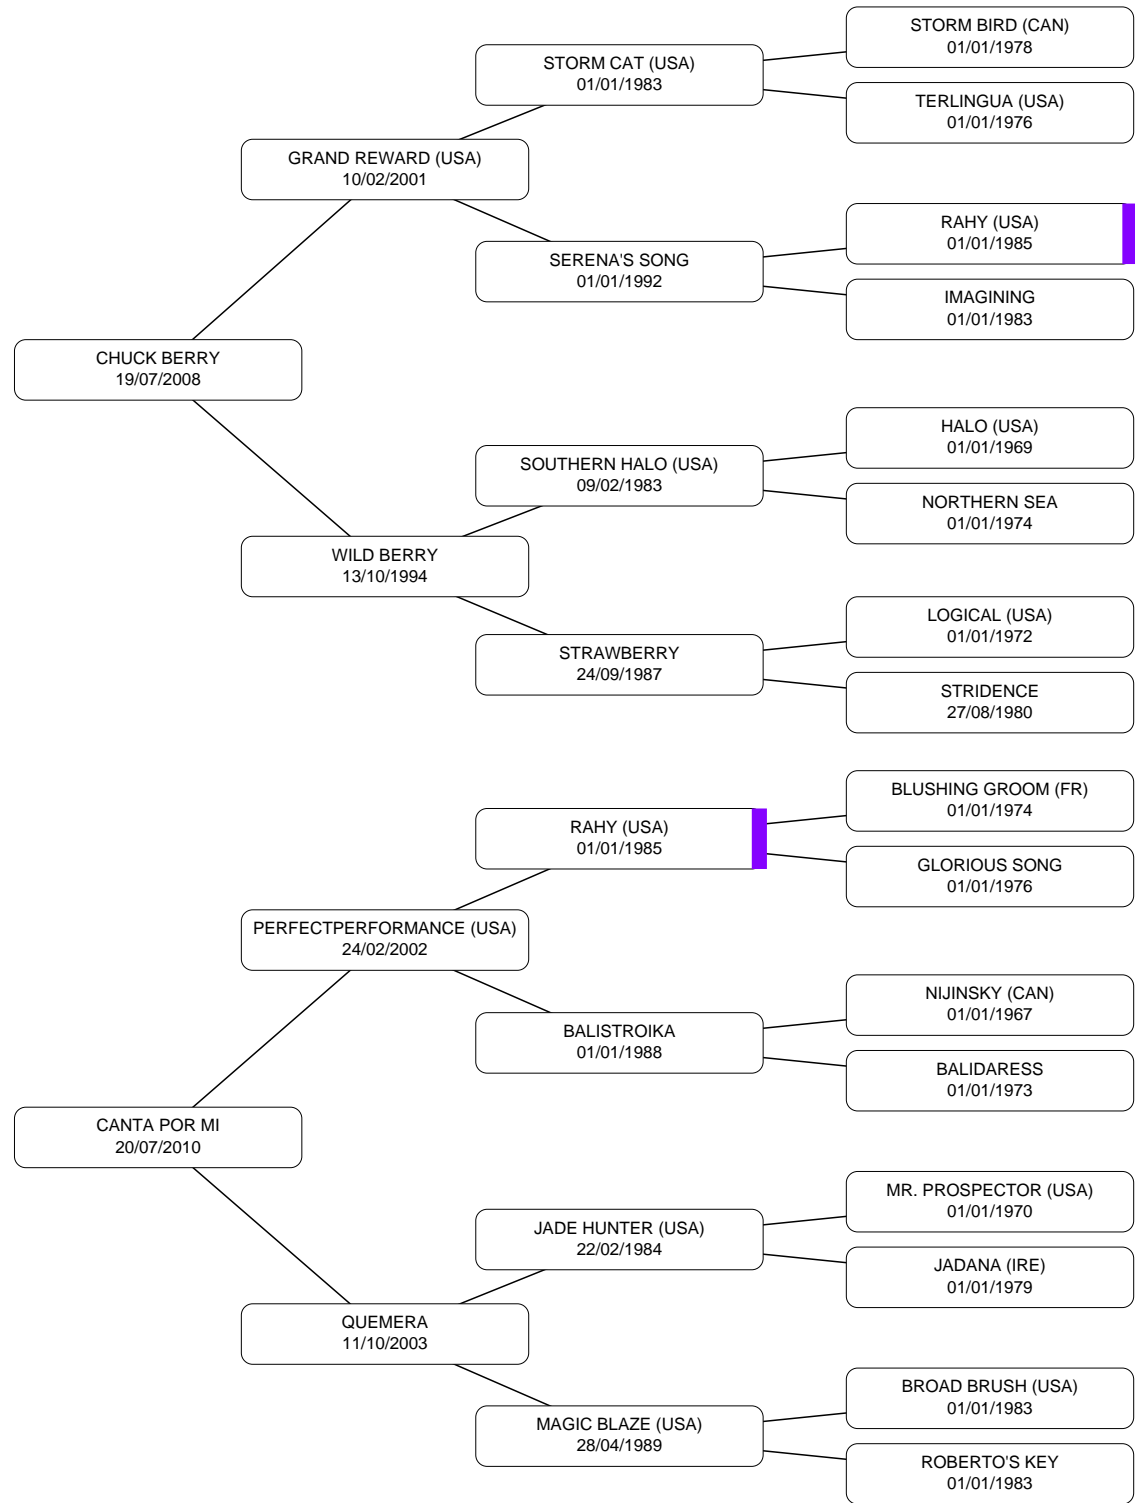 STORM BIRD (CAN)
01/01/1978
STORM CAT (USA)
01/01/1983
TERLINGUA (USA)
01/01/1976
GRAND REWARD (USA)
10/02/2001
RAHY (USA)
01/01/1985
SERENA'S SONG
01/01/1992
IMAGINING
01/01/1983
CHUCK BERRY
19/07/2008
HALO (USA)
01/01/1969
SOUTHERN HALO (USA)
09/02/1983
NORTHERN SEA
01/01/1974
WILD BERRY
13/10/1994
LOGICAL (USA)
01/01/1972
STRAWBERRY
24/09/1987
STRIDENCE
27/08/1980
BLUSHING GROOM (FR)
01/01/1974
RAHY (USA)
01/01/1985
GLORIOUS SONG
01/01/1976
PERFECTPERFORMANCE (USA)
24/02/2002
NIJINSKY (CAN)
01/01/1967
BALISTROIKA
01/01/1988
BALIDARESS
01/01/1973
CANTA POR MI
20/07/2010
MR. PROSPECTOR (USA)
01/01/1970
JADE HUNTER (USA)
22/02/1984
JADANA (IRE)
01/01/1979
QUEMERA
11/10/2003
BROAD BRUSH (USA)
01/01/1983
MAGIC BLAZE (USA)
28/04/1989
ROBERTO'S KEY
01/01/1983